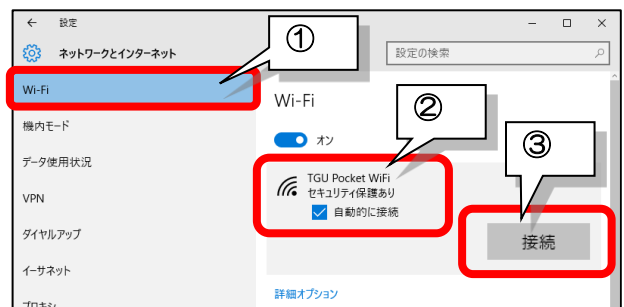 設定
ネットワークとインターネット
設定の検索
①
Wi-Fi
機内モード
データ使用状況
VPN
ダイヤルアップ
イーサネット
プロキシ
Wi-Fi
オン
②
TGU Pocket WiFi
セキュリティ保護あり
自動的に接続
③
接続
詳細オプション